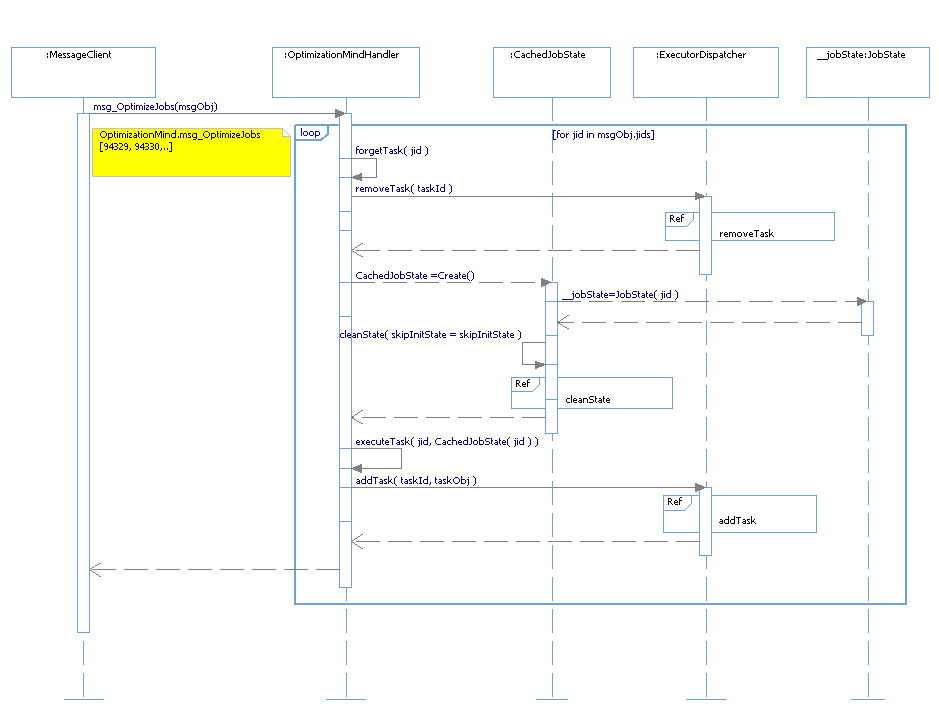 :MessageClient
:OptimizationMindHandler
:CachedJobState
:ExecutorDispatcher
__jobState:JobState
msg_OptimizeJobs(msgObj)
OptimizationMind.msg_OptimizeJobs
[94329, 94330,..]
loop
[for jid in msgObj.jids]
forgetTask( jid )
removeTask( taskId )
Ref
removeTask
CachedJobState =Create()
__jobState=JobState( jid )
cleanState( skipInitState = skipInitState )
Ref
cleanState
executeTask( jid, CachedJobState( jid ) )
addTask( taskId, taskObj )
Ref
addTask